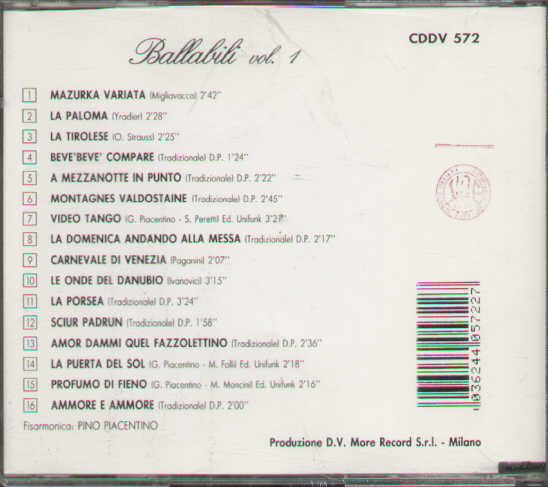 Ballabili vol. 1
CDDV 572
1 MAZURKA VARIATA (Migliavacca) 2'42"
2 LA PALOMA (Yradier) 2'28"
3 LA TIROLESE (O. Strauss) 2'25"
4 BEVE'BEVE' COMPARE (Tradizionale) D.P. 1'24"
5 A MEZZANOTTE IN PUNTO (Tradizionale) D.P. 2'22"
6 MONTAGNES VALDOSTAINE (Tradizionale) D.P. 2'45"
7 VIDEO TANGO (G. Piacentino - S. Peretti) Ed. Unifunk 3'21"
8 LA DOMENICA ANDANDO ALLA MESSA (Tradizionale) D.P. 2'17"
9 CARNEVALE DI VENEZIA (Paganini) 2'07"
10 LE ONDE DEL DANUBIO (Ivanovici) 3'15"
11 LA PORSEA (Tradizionale) D.P. 3'24"
12 SCIUR PADRUN (Tradizionale) D.P. 1'58"
13 AMOR DAMMI QUEL FAZZOLETTINO (Tradizionale) D.P. 2'36"
14 LA PUERTA DEL SOL (G. Piacentino - M. Folli) Ed. Unifunk 2'18"
15 PROFUMO DI FIENO (G. Piacentino - M. Mancini) Ed. Unifunk 2'16"
16 AMMORE E AMMORE (Tradizionale) D.P. 2'00"
Fisarmonica: PINO PIACENTINO
Produzione D.V. More Record S.r.l. - Milano
036244 057227